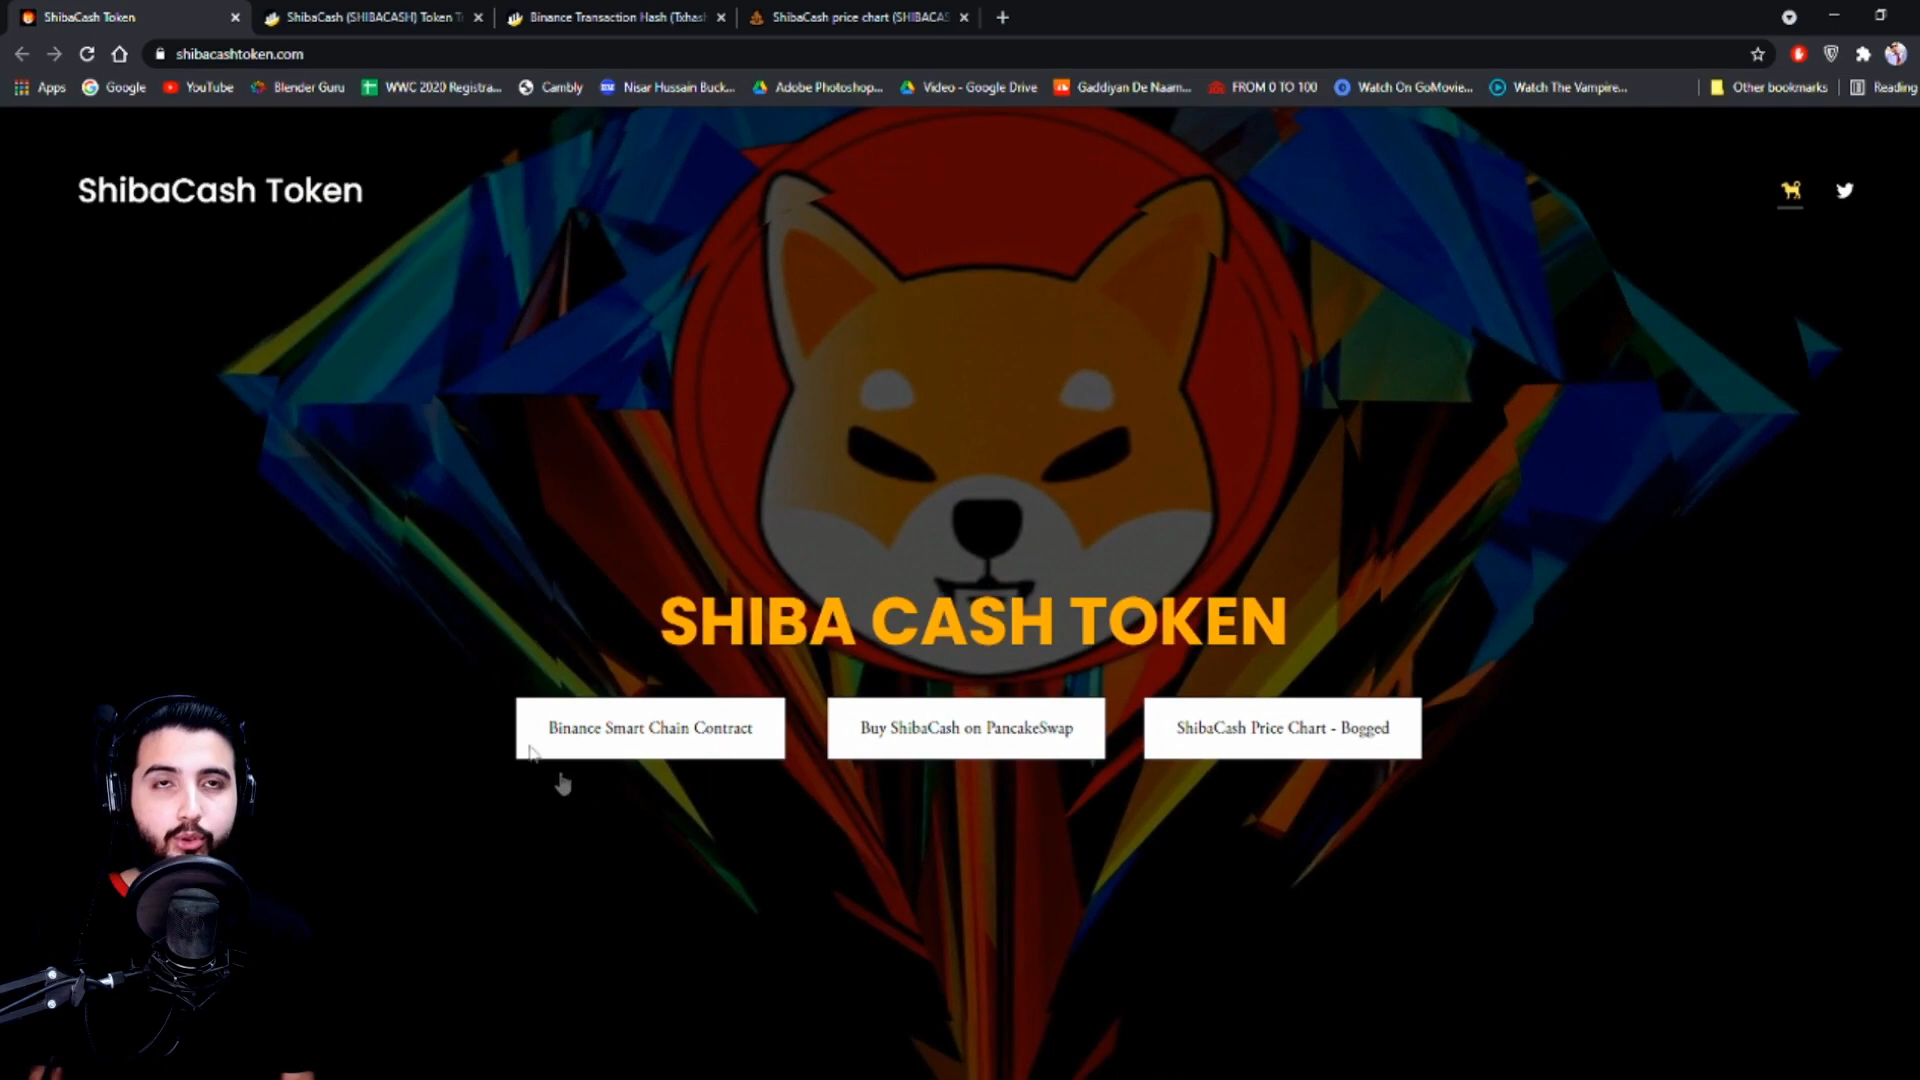 ShibaCash Token
ShibaCash (SHIBACASH) Token T
Binance Transaction Hash (Txhas
ShibaCash price chart (SHIBACAS
shibacashtoken.com
Apps
Google
YouTube
Blender Guru
WWC 2020 Registra...
Cambly
Nisar Hussain Buck...
Adobe Photoshop...
Video - Google Drive
Gaddiyan De Naam...
FROM 0 TO 100
Watch On GoMovie...
Watch The Vampire...
Other bookmarks
Reading
ShibaCash Token
SHIBA CASH TOKEN
Binance Smart Chain Contract
Buy ShibaCash on PancakeSwap
ShibaCash Price Chart - Bogged